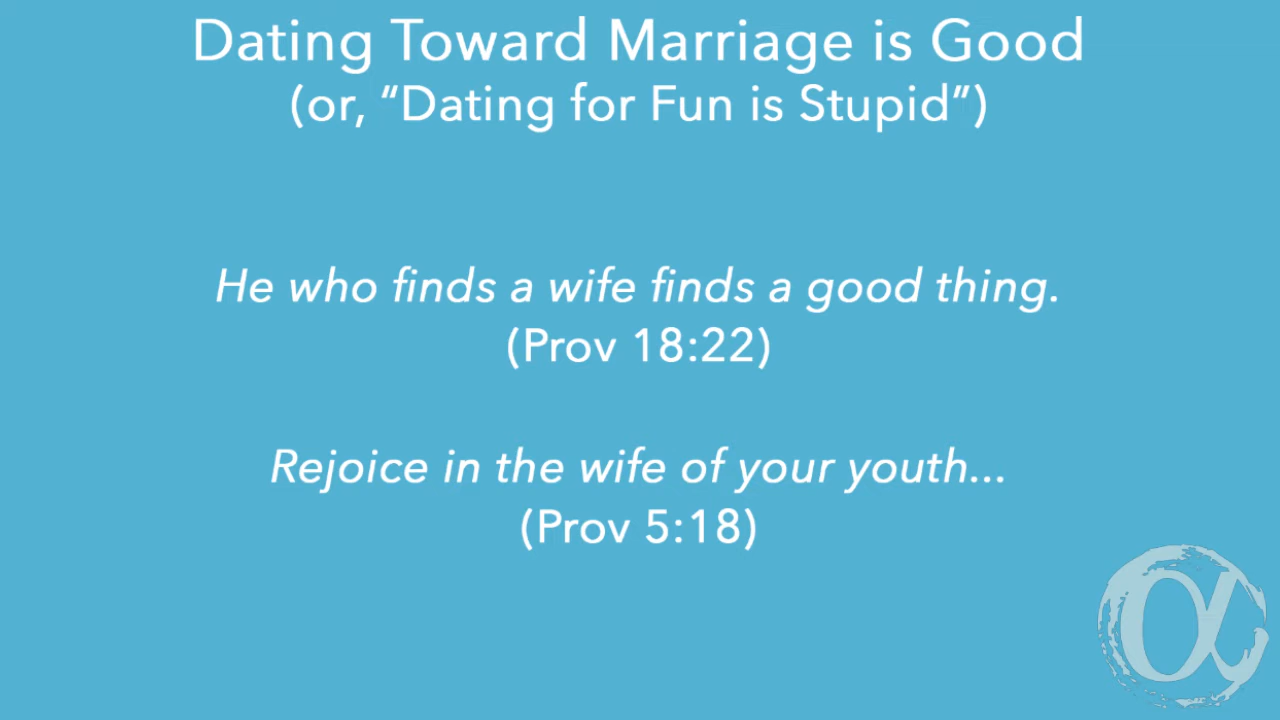 Dating Toward Marriage is Good
(or, “Dating for Fun is Stupid”)
He who finds a wife finds a good thing.
(Prov 18:22)
Rejoice in the wife of your youth...
(Prov 5:18)
α